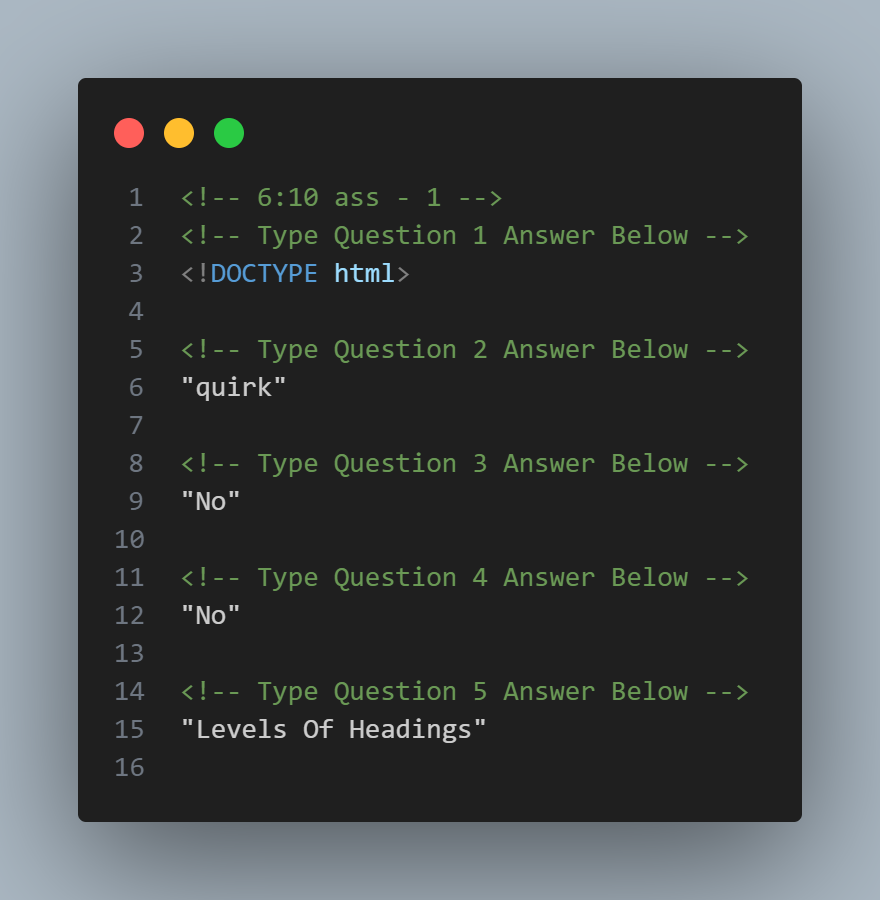 1 <!-- 6:10 ass - 1 -->
2 <!-- Type Question 1 Answer Below -->
3 <!DOCTYPE html>
4
5 <!-- Type Question 2 Answer Below -->
6 "quirk"
7
8 <!-- Type Question 3 Answer Below -->
9 "No"
10
11 <!-- Type Question 4 Answer Below -->
12 "No"
13
14 <!-- Type Question 5 Answer Below -->
15 "Levels Of Headings"
16